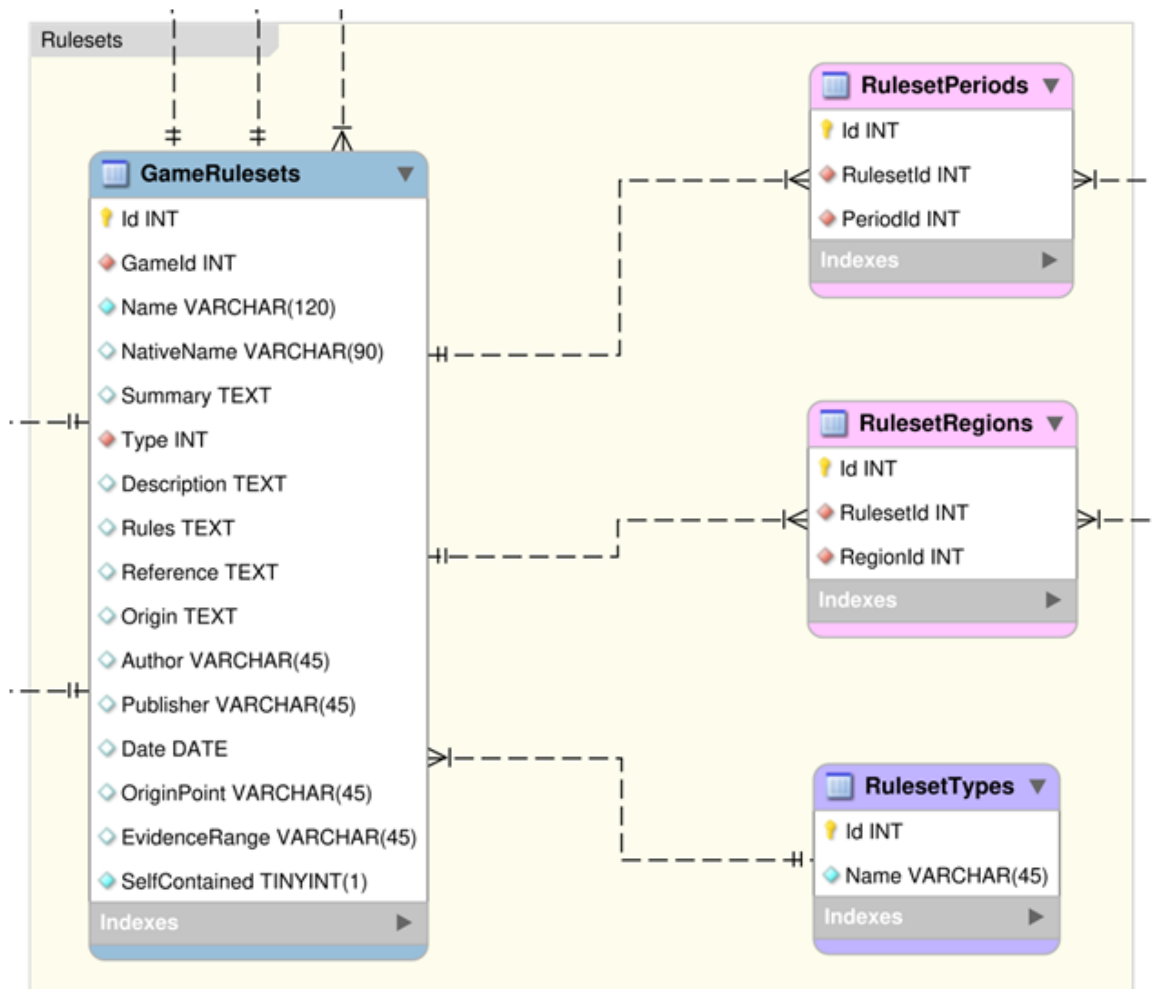 Rulesets
GameRulesets
Id INT
GameId INT
Name VARCHAR(120)
NativeName VARCHAR(90)
Summary TEXT
Type INT
Description TEXT
Rules TEXT
Reference TEXT
Origin TEXT
Author VARCHAR(45)
Publisher VARCHAR(45)
Date DATE
OriginPoint VARCHAR(45)
EvidenceRange VARCHAR(45)
SelfContained TINYINT(1)
Indexes
RulesetPeriods
Id INT
RulesetId INT
PeriodId INT
Indexes
RulesetRegions
Id INT
RulesetId INT
RegionId INT
Indexes
RulesetTypes
Id INT
Name VARCHAR(45)
Indexes